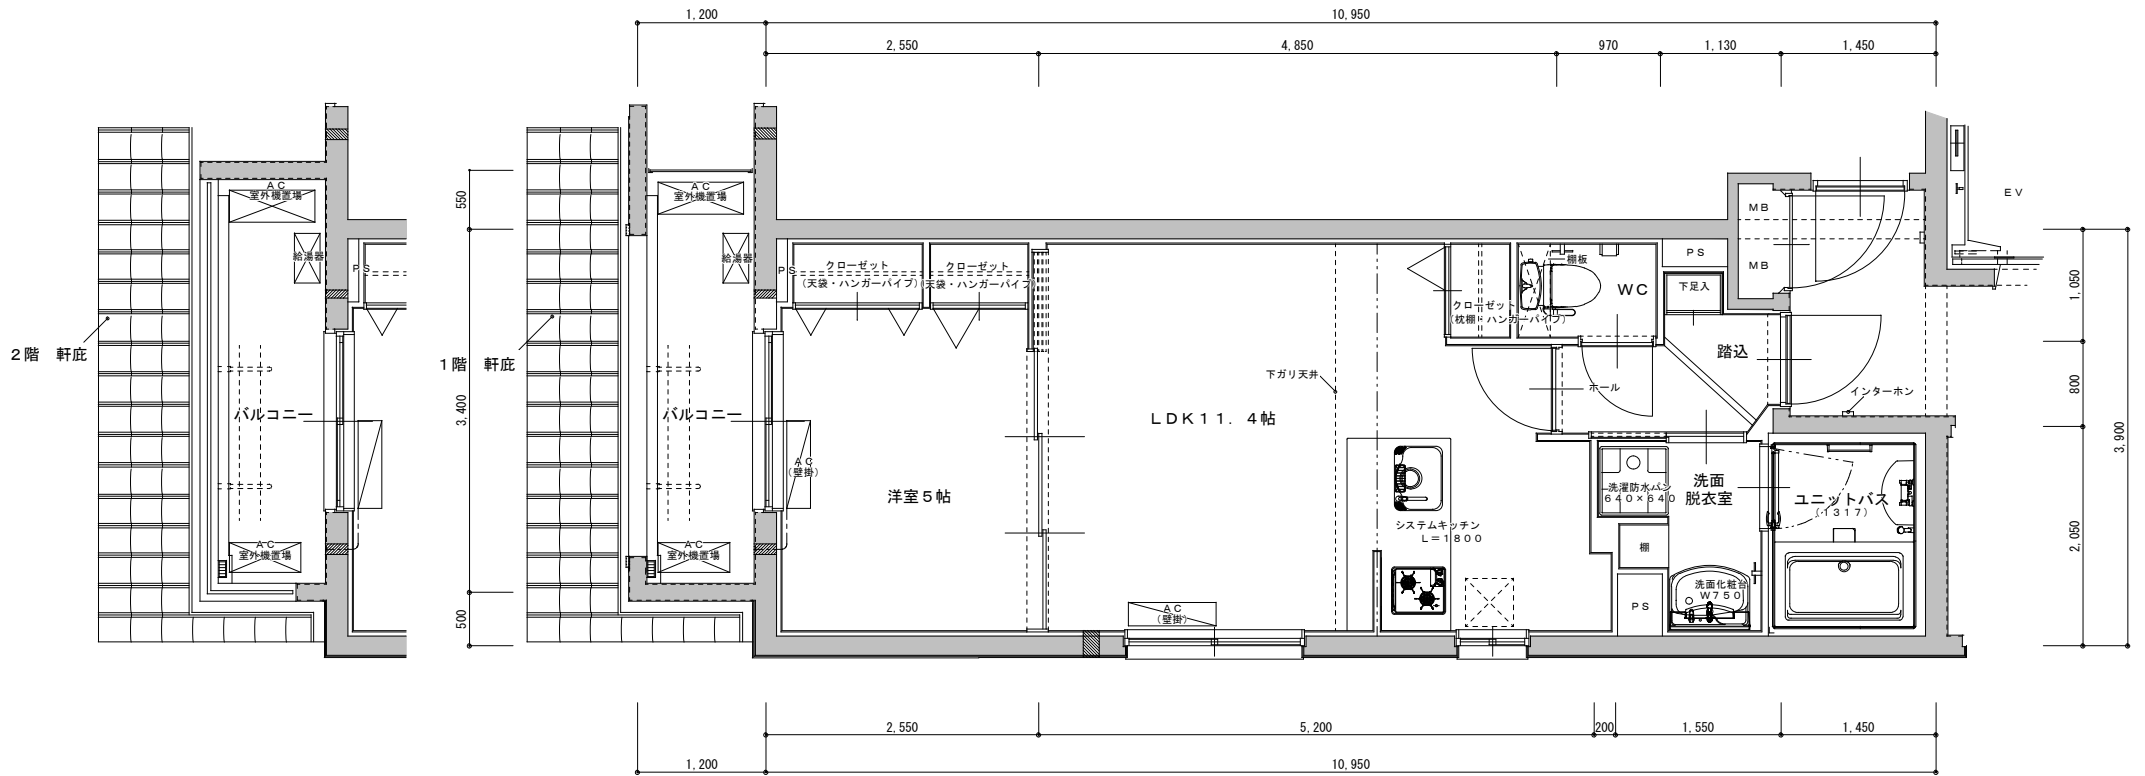 1,200
10,950
2,550
4,850
970
1,130
1,450
AC
室外機置場
給湯器
PS
バルコニー
AC
室外機置場
2階 軒庇
550
3,400
500
1階 軒庇
AC
室外機置場
給湯器
バルコニー
AC
室外機置場
PS
クローゼット
(天袋・ハンガーパイプ)
クローゼット
(天袋・ハンガーパイプ)
AC
(壁掛)
洋室5帖
LDK11.4帖
下ガリ天井
AC
(壁掛)
システムキッチン
L=1800
クローゼット
(枕棚・ハンガーパイプ)
棚板
WC
PS
MB
MB
下足入
踏込
ホール
インターホン
EV
洗濯防水パン
640×640
洗面
脱衣室
ユニットバス
(1317)
棚
PS
洗面化粧台
W750
1,050
800
2,050
3,900
2,550
5,200
200
1,550
1,450
1,200
10,950